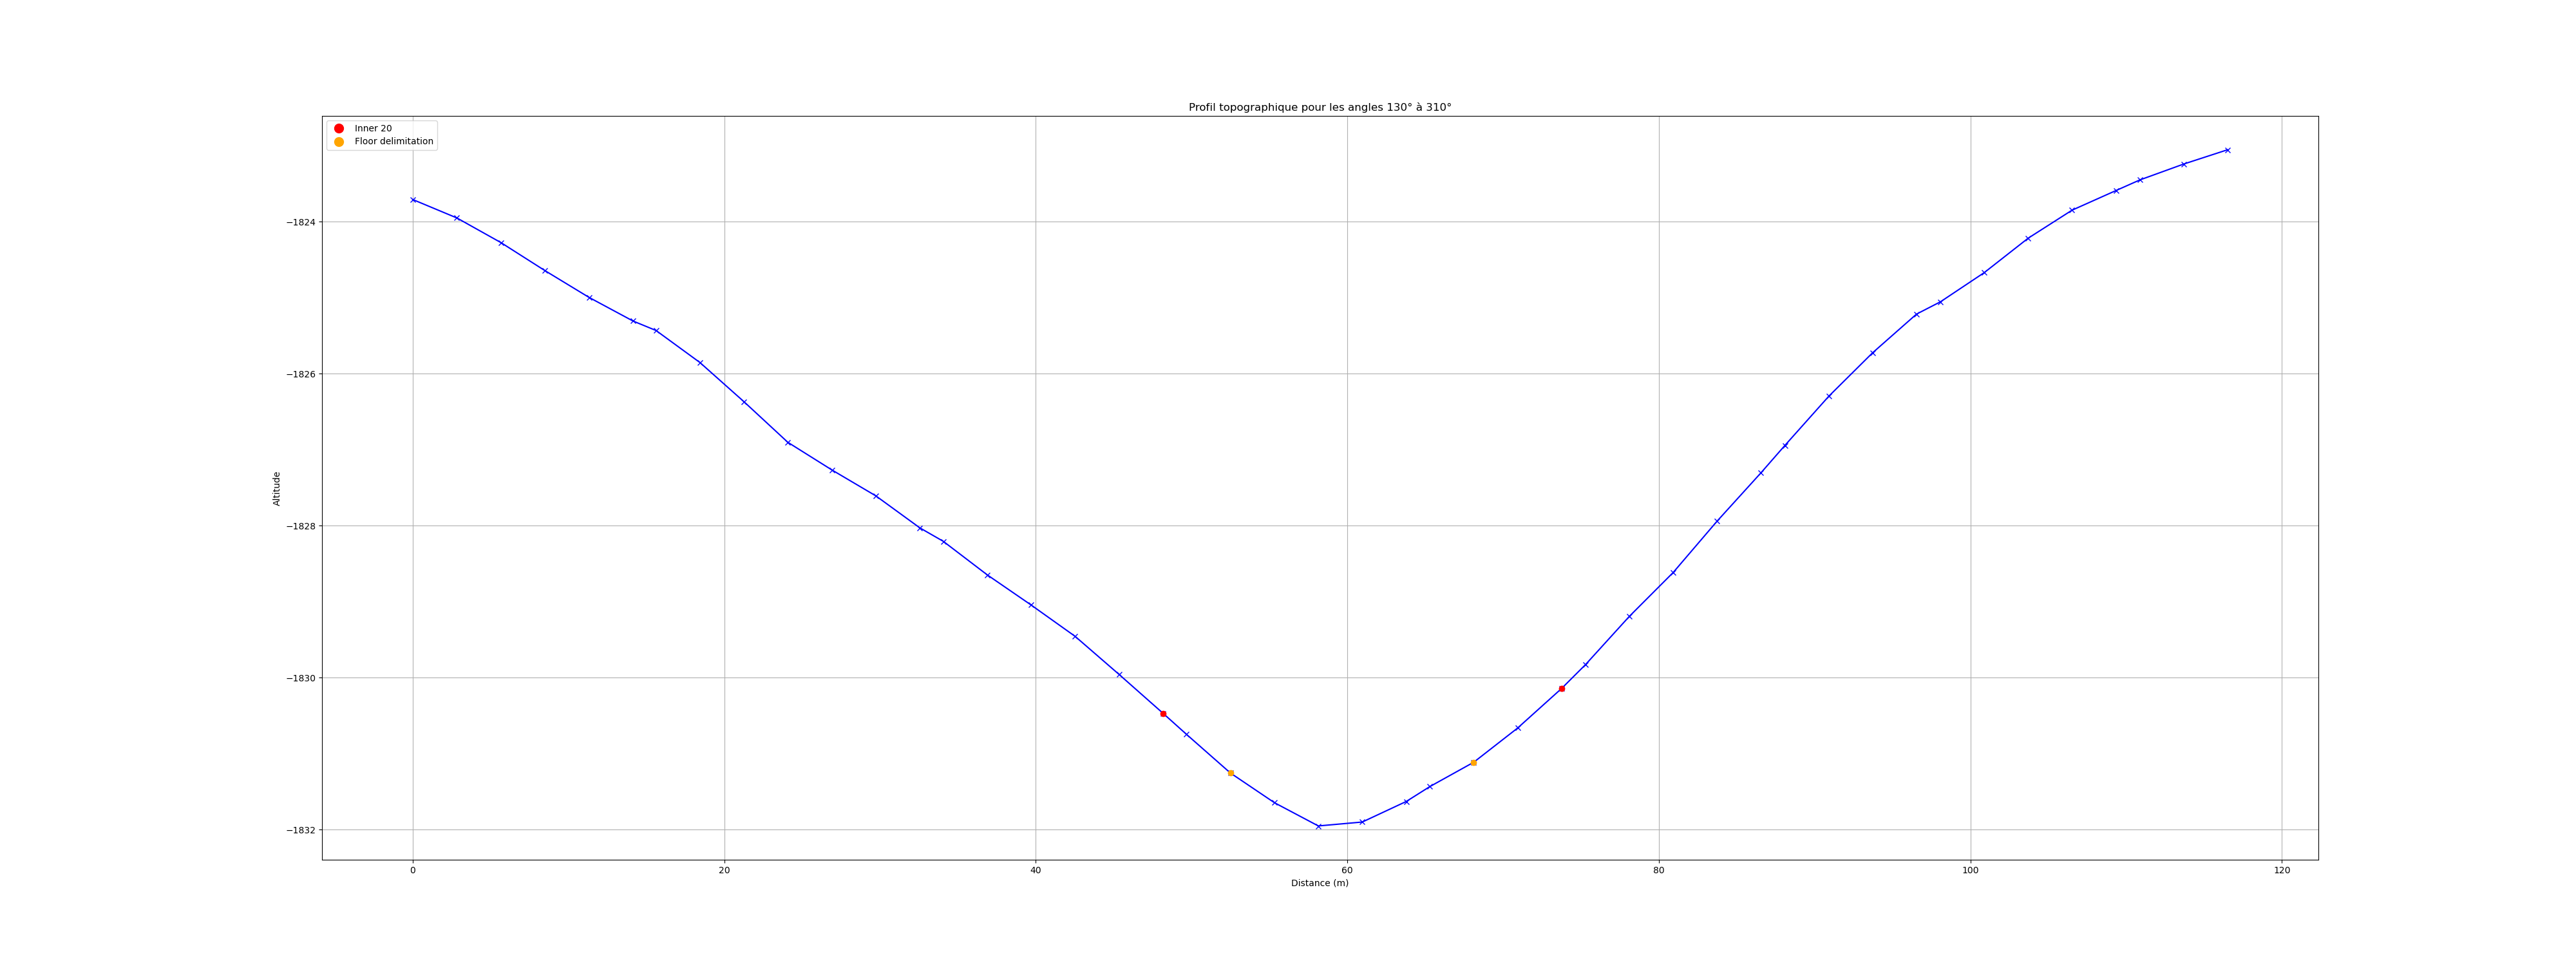 Profil topographique pour les angles 130° à 310°
Inner 20
Floor delimitation
−1824
−1826
−1828
−1830
−1832
Altitude
0 20 40 60 80 100 120
Distance (m)